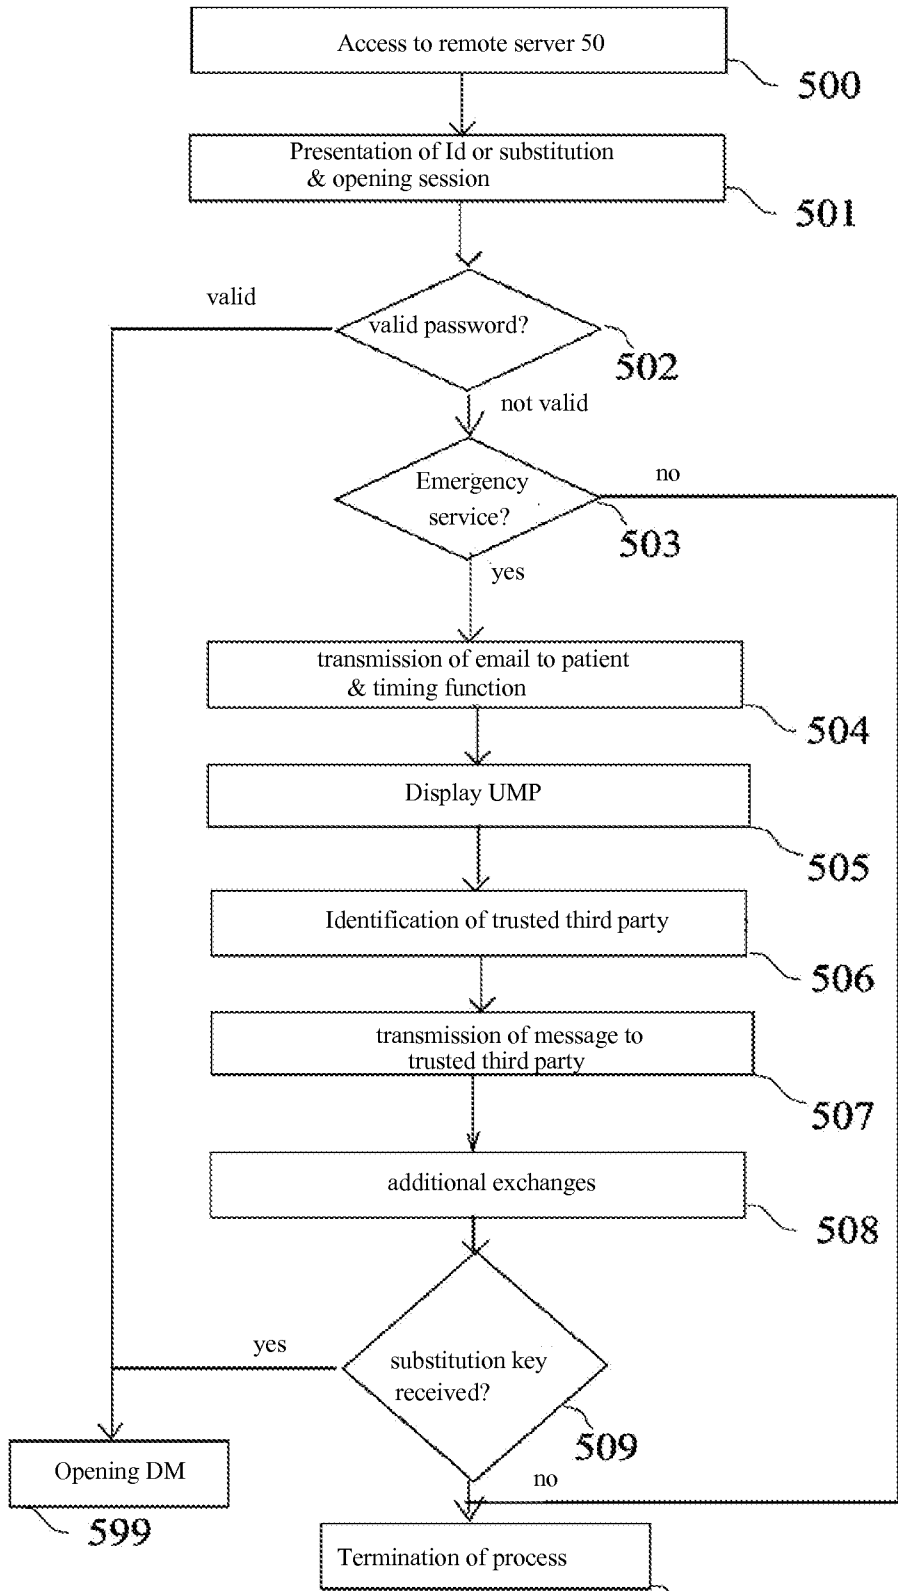 Access to remote server 50
500
Presentation of Id or substitution
& opening session
501
valid
valid password?
502
not valid
Emergency
service?
no
503
yes
transmission of email to patient
& timing function
504
Display UMP
505
Identification of trusted third party
506
transmission of message to
trusted third party
507
additional exchanges
508
yes
substitution key
received?
509
no
Opening DM
599
Termination of process